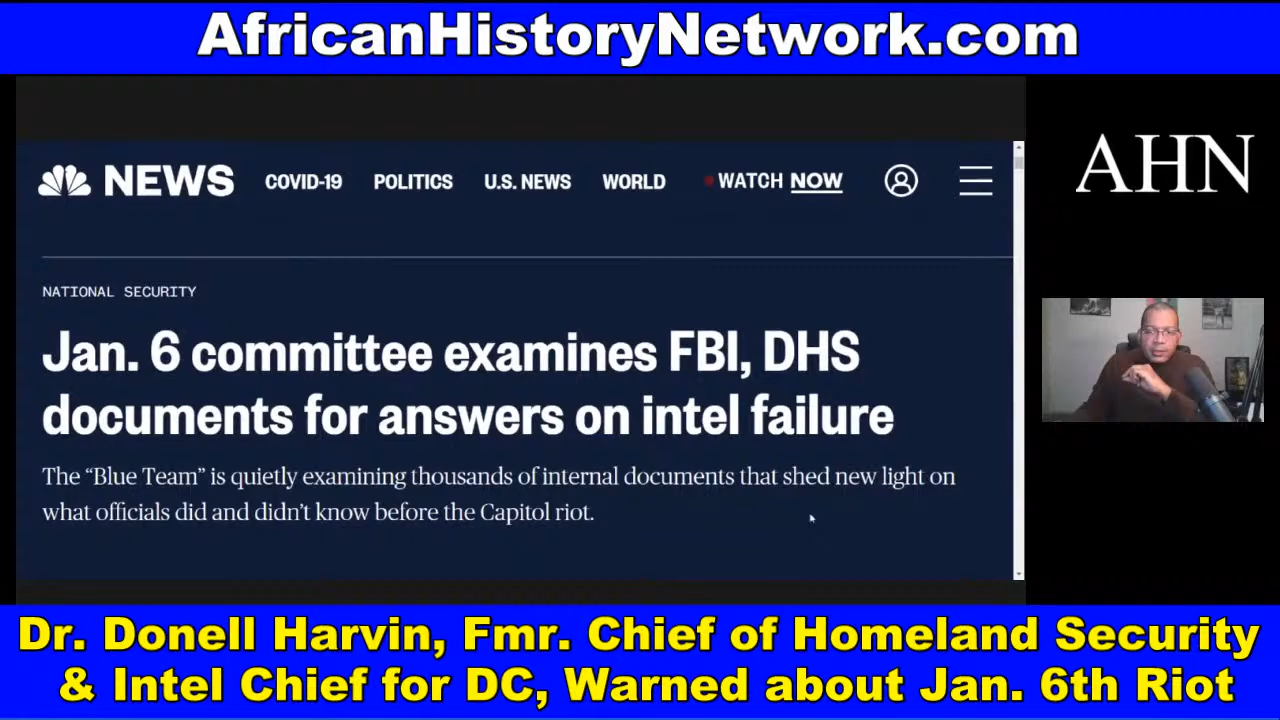 AfricanHistoryNetwork.com
AHN
NEWS COVID-19 POLITICS U.S. NEWS WORLD WATCH NOW
NATIONAL SECURITY
Jan. 6 committee examines FBI, DHS
documents for answers on intel failure
The “Blue Team” is quietly examining thousands of internal documents that shed new light on
what officials did and didn’t know before the Capitol riot.
Dr. Donell Harvin, Fmr. Chief of Homeland Security
& Intel Chief for DC, Warned about Jan. 6th Riot